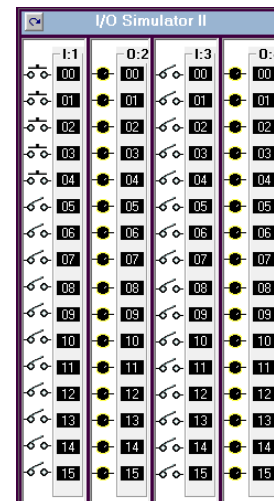 I/O Simulator II
I:1 O:2 I:3 O:
00 00 00 00
01 01 01 01
02 02 02 02
03 03 03 03
04 04 04 04
05 05 05 05
06 06 06 06
07 07 07 07
08 08 08 08
09 09 09 09
10 10 10 10
11 11 11 11
12 12 12 12
13 13 13 13
14 14 14 14
15 15 15 15